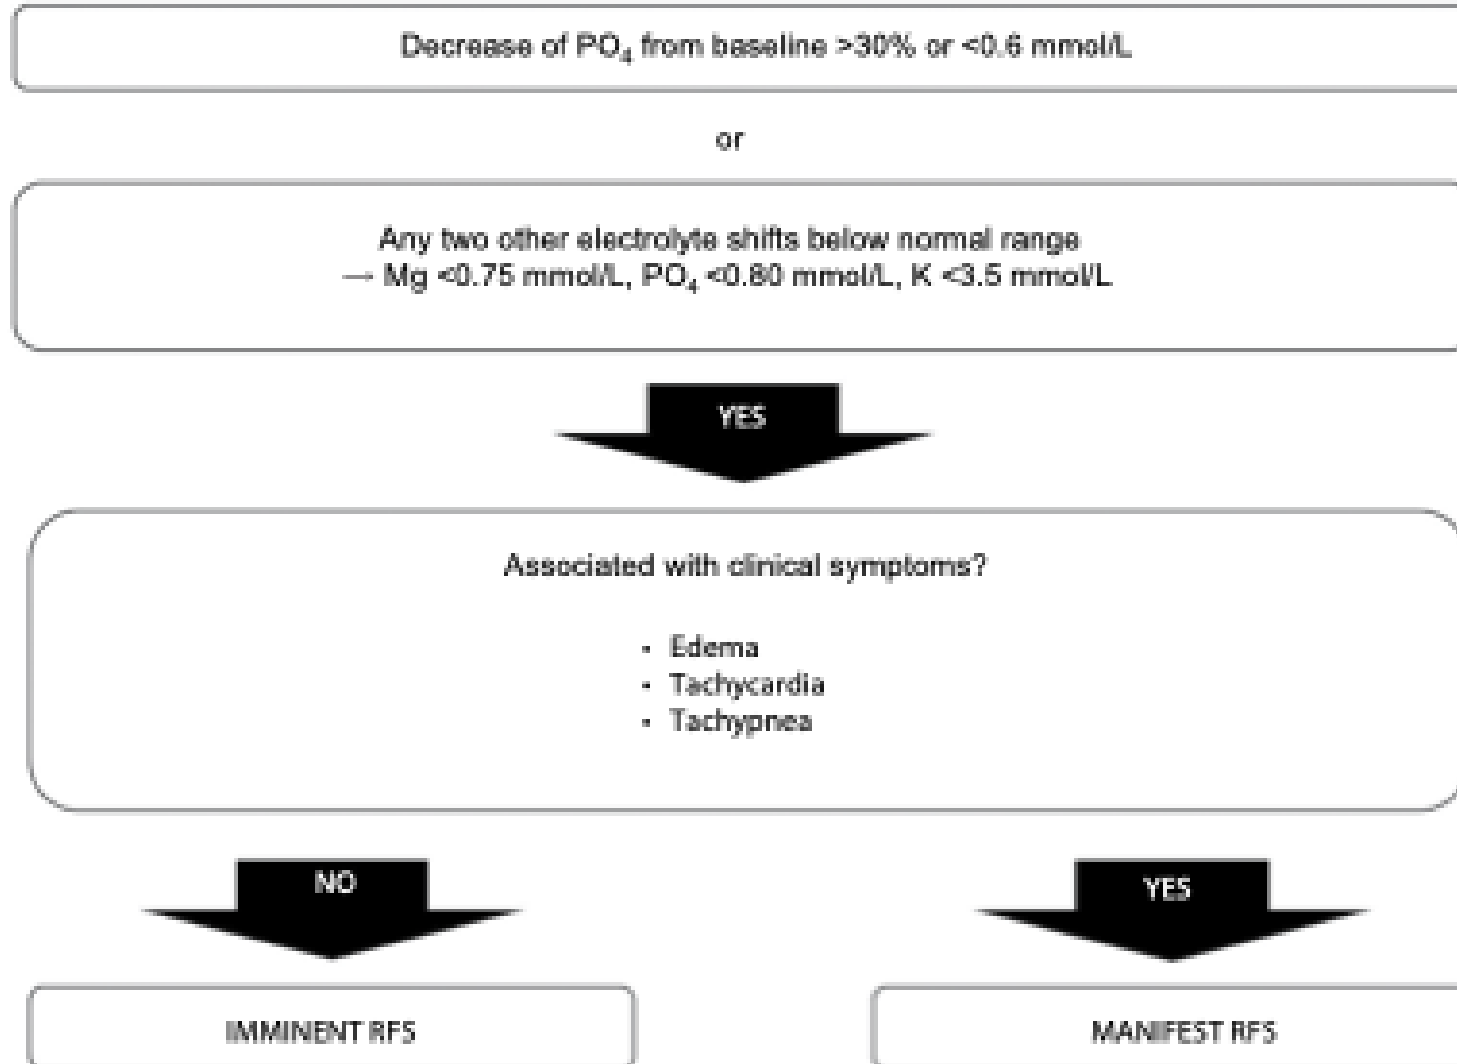 Decrease of PO₄ from baseline >30% or <0.6 mmol/L
or
Any two other electrolyte shifts below normal range
→ Mg <0.75 mmol/L, PO₄ <0.80 mmol/L, K <3.5 mmol/L
YES
Associated with clinical symptoms?
• Edema
• Tachycardia
• Tachypnea
NO
YES
IMMINENT RFS
MANIFEST RFS